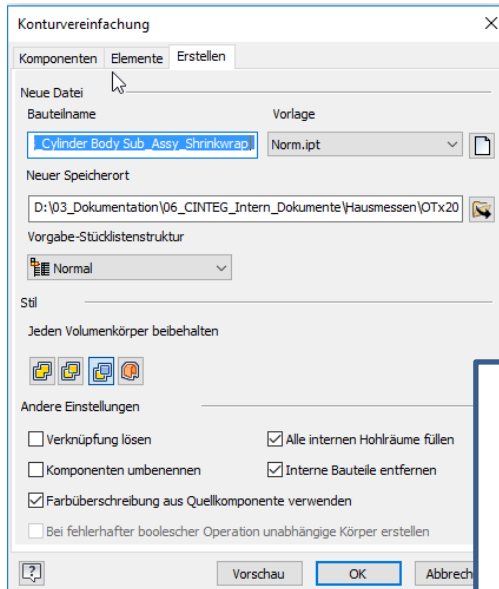 Konturvereinfachung
Komponenten Elemente Erstellen
Neue Datei
Bauteilname Vorlage
Cylinder Body Sub_Assy_Shrinkwrap Norm.ipt
Neuer Speicherort
D:\03_Dokumentation\06_CINTEG_Intern_Dokumente\Hausmessen\OTx20
Vorgabe-Stücklistenstruktur
Normal
Stil
Jeden Volumenkörper beibehalten
Andere Einstellungen
Verknüpfung lösen Alle internen Hohlräume füllen
Komponenten umbenennen Interne Bauteile entfernen
Farbüberschreibung aus Quellkomponente verwenden
Bei fehlerhafter boolescher Operation unabhängige Körper erstellen
? Vorschau OK Abbrech